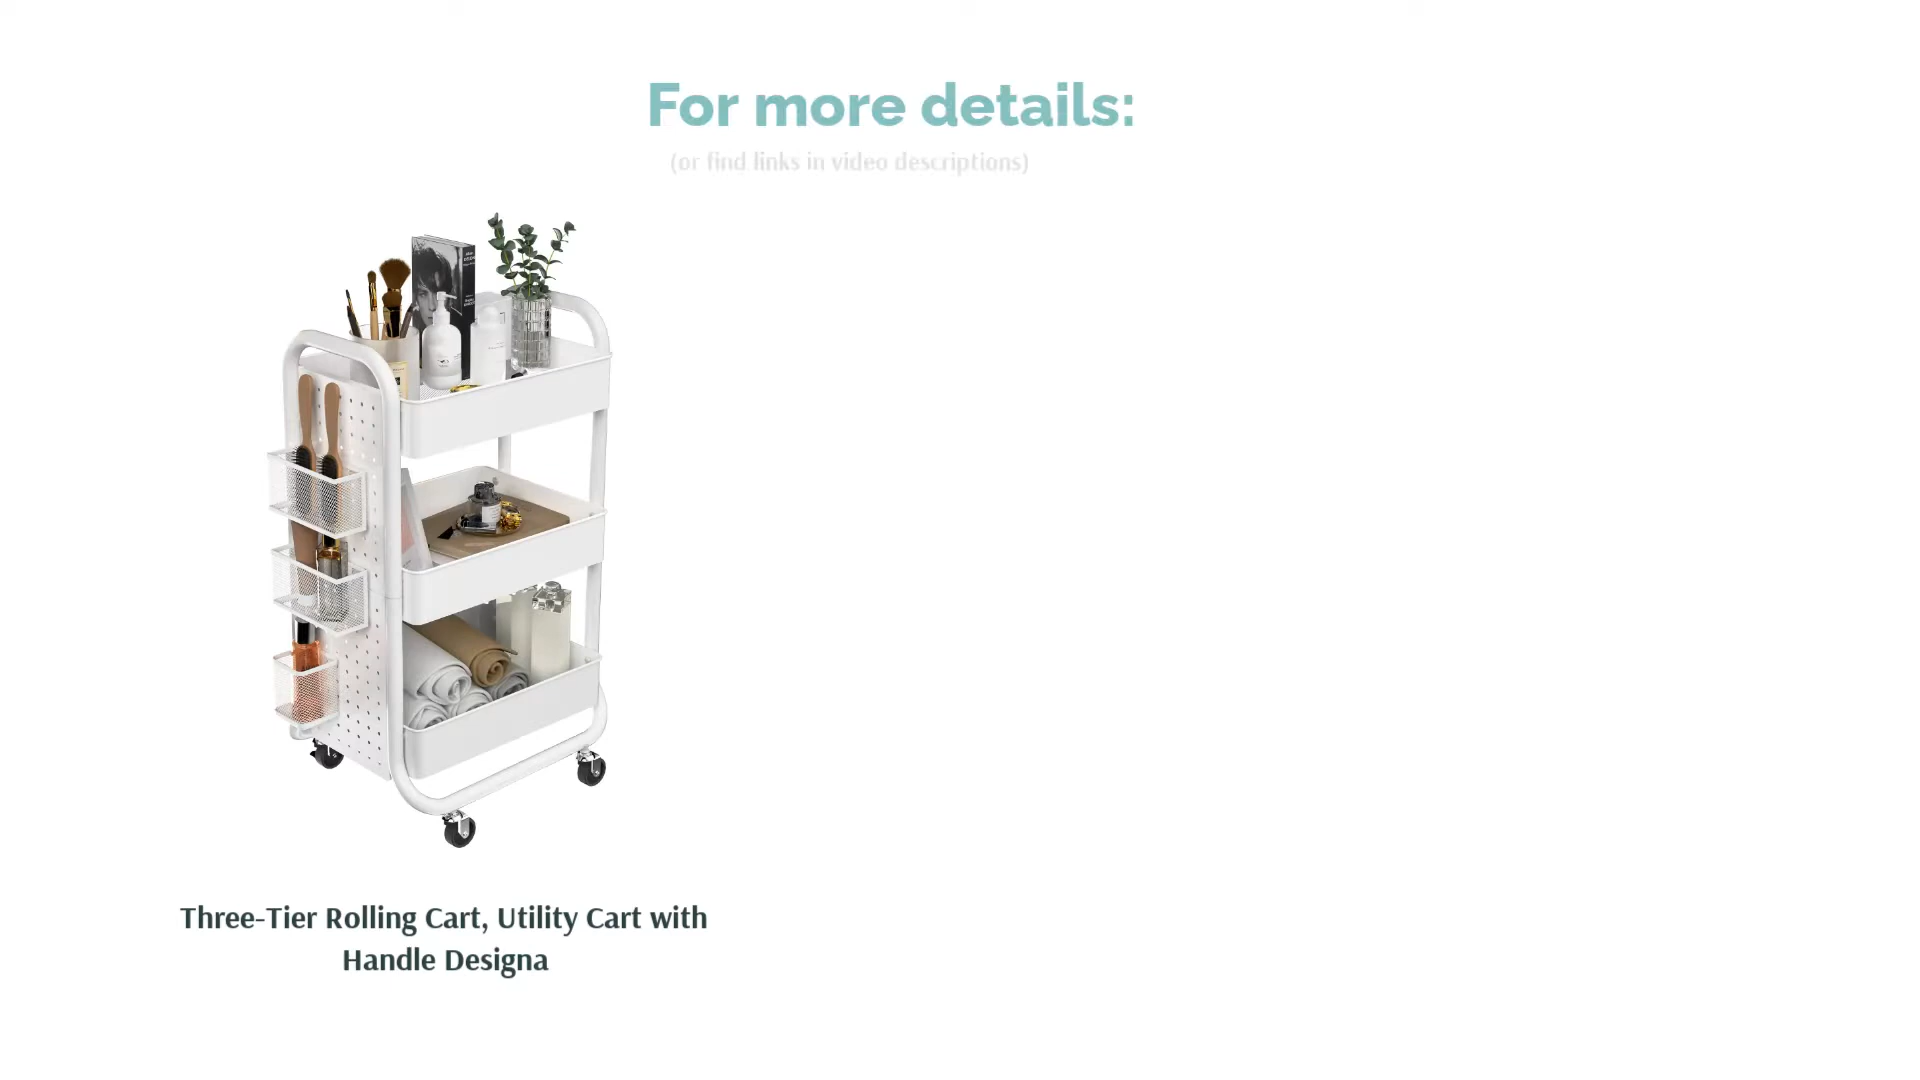 For more details:
(or find links in video descriptions)
Three-Tier Rolling Cart, Utility Cart with
Handle Designa